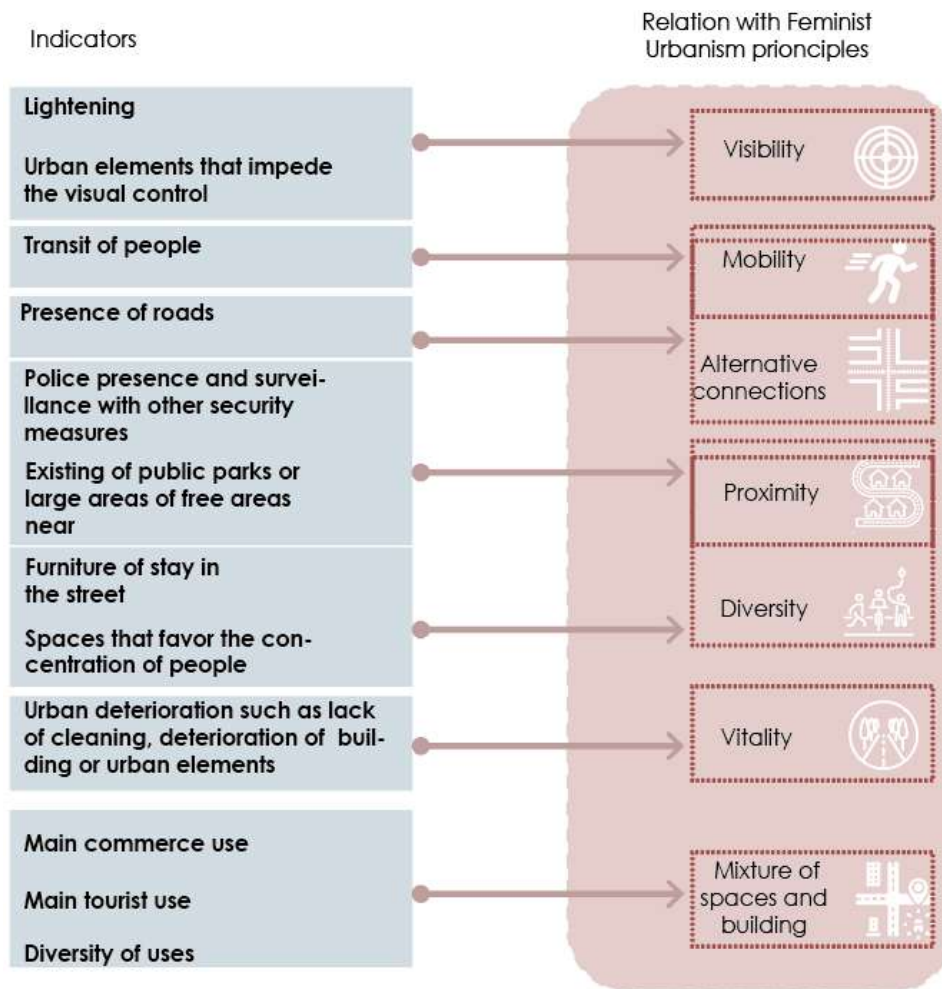 Indicators
Relation with Feminist
Urbanism prionciples
Lightening
Urban elements that impede
the visual control
Visibility
Transit of people
Mobility
Presence of roads
Alternative
connections
Police presence and survei-
llance with other security
measures
Existing of public parks or
large areas of free areas
near
Proximity
Furniture of stay in
the street
Spaces that favor the con-
centration of people
Diversity
Urban deterioration such as lack
of cleaning, deterioration of buil-
ding or urban elements
Vitality
Main commerce use
Main tourist use
Diversity of uses
Mixture of
spaces and
building